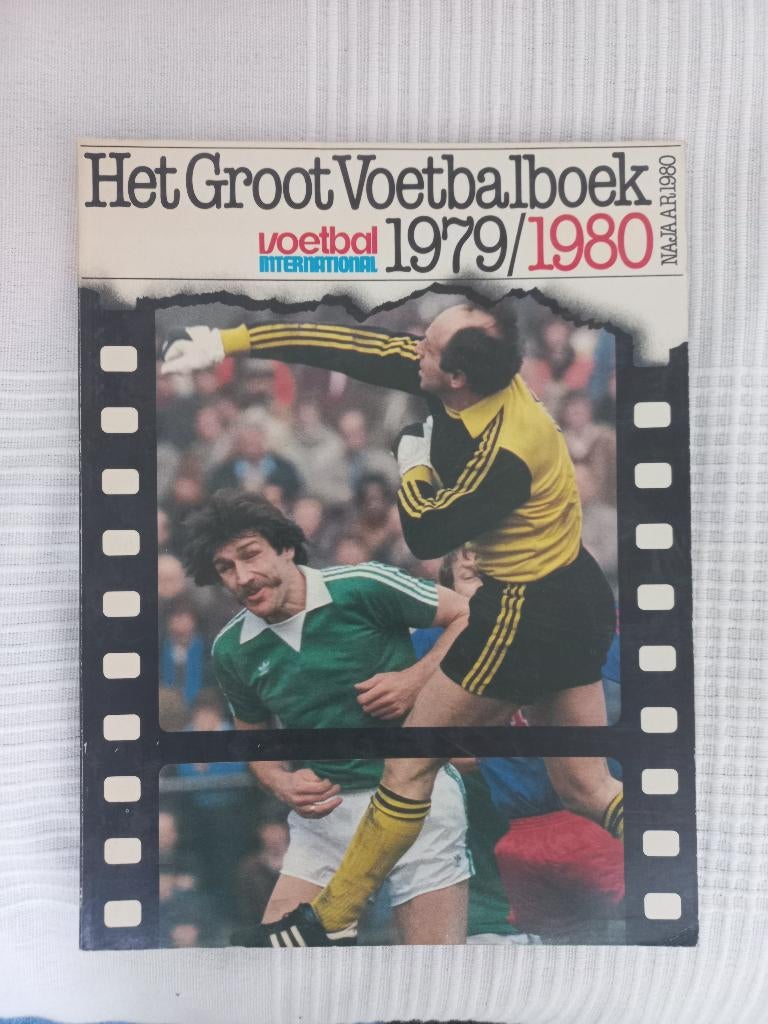 Het Groot Voetbalboek
voetbal
INTERNATIONAL
1979/1980
NAJAAR 1980